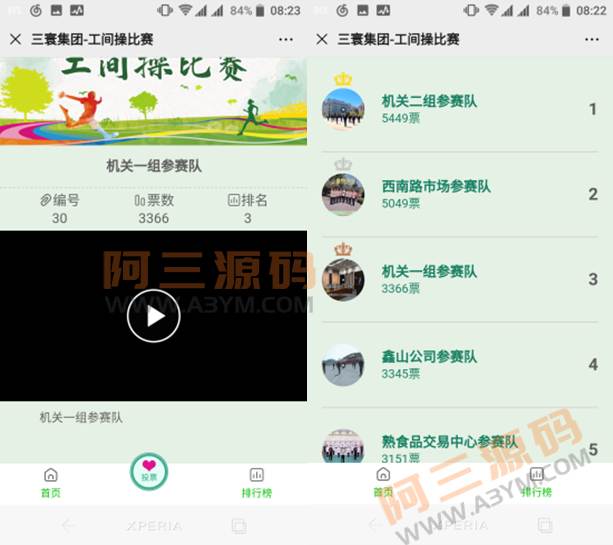 84% 08:23
三寰集团-工间操比赛
工间操比赛
机关一组参赛队
编号 票数 排名
30 3366 3
机关一组参赛队
首页 投票 排行榜
XPERIA
84% 08:22
三寰集团-工间操比赛
机关二组参赛队
5449票
1
西南路市场参赛队
5049票
2
机关一组参赛队
3366票
3
鑫山公司参赛队
3345票
4
熟食品交易中心参赛队
3151票
5
首页 排行榜
XPERIA
阿三源码
WWW.A3YM.COM
阿三源码
WWW.A3YM.COM